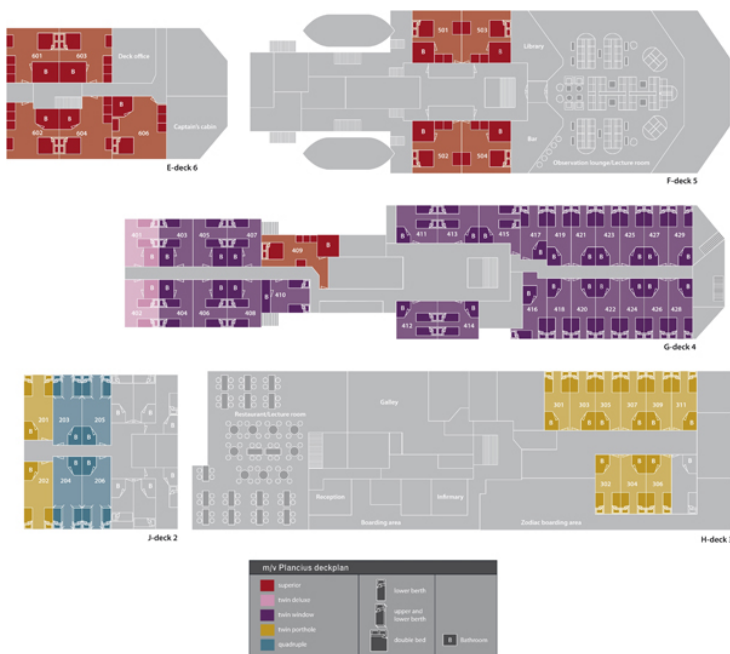 601
603
Deck office
B
B
B
B
B
602
604
606
Captain's cabin
E-deck 6
501
503
B
B
Library
B
B
502
504
Bar
Observation lounge/Lecture room
F-deck 5
401
403
405
407
409
B
411
413
415
417
419
421
423
425
427
429
402
404
406
408
410
B
412
414
416
418
420
422
424
426
428
G-deck 4
201
203
205
202
204
206
J-deck 2
Restaurant/Lecture room
Galley
Reception
Infirmary
Boarding area
Zodiac boarding area
301
303
305
307
309
311
302
304
306
H-deck 3
m/v Plancius deckplan
superior
twin deluxe
twin window
twin porthole
quadruple
lower berth
upper and
lower berth
double bed
B Bathroom